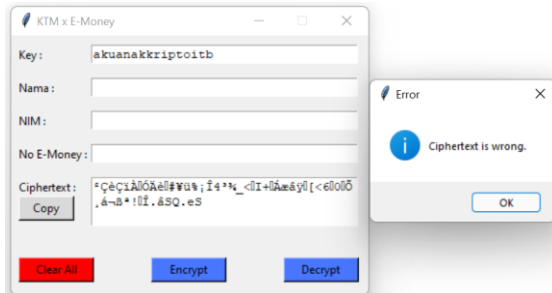 KTM x E-Money
Key :
akuanakkriptoitb
Nama :
NIM :
No E-Money :
Ciphertext :
Copy
Clear All
Encrypt
Decrypt
Error
Ciphertext is wrong.
OK